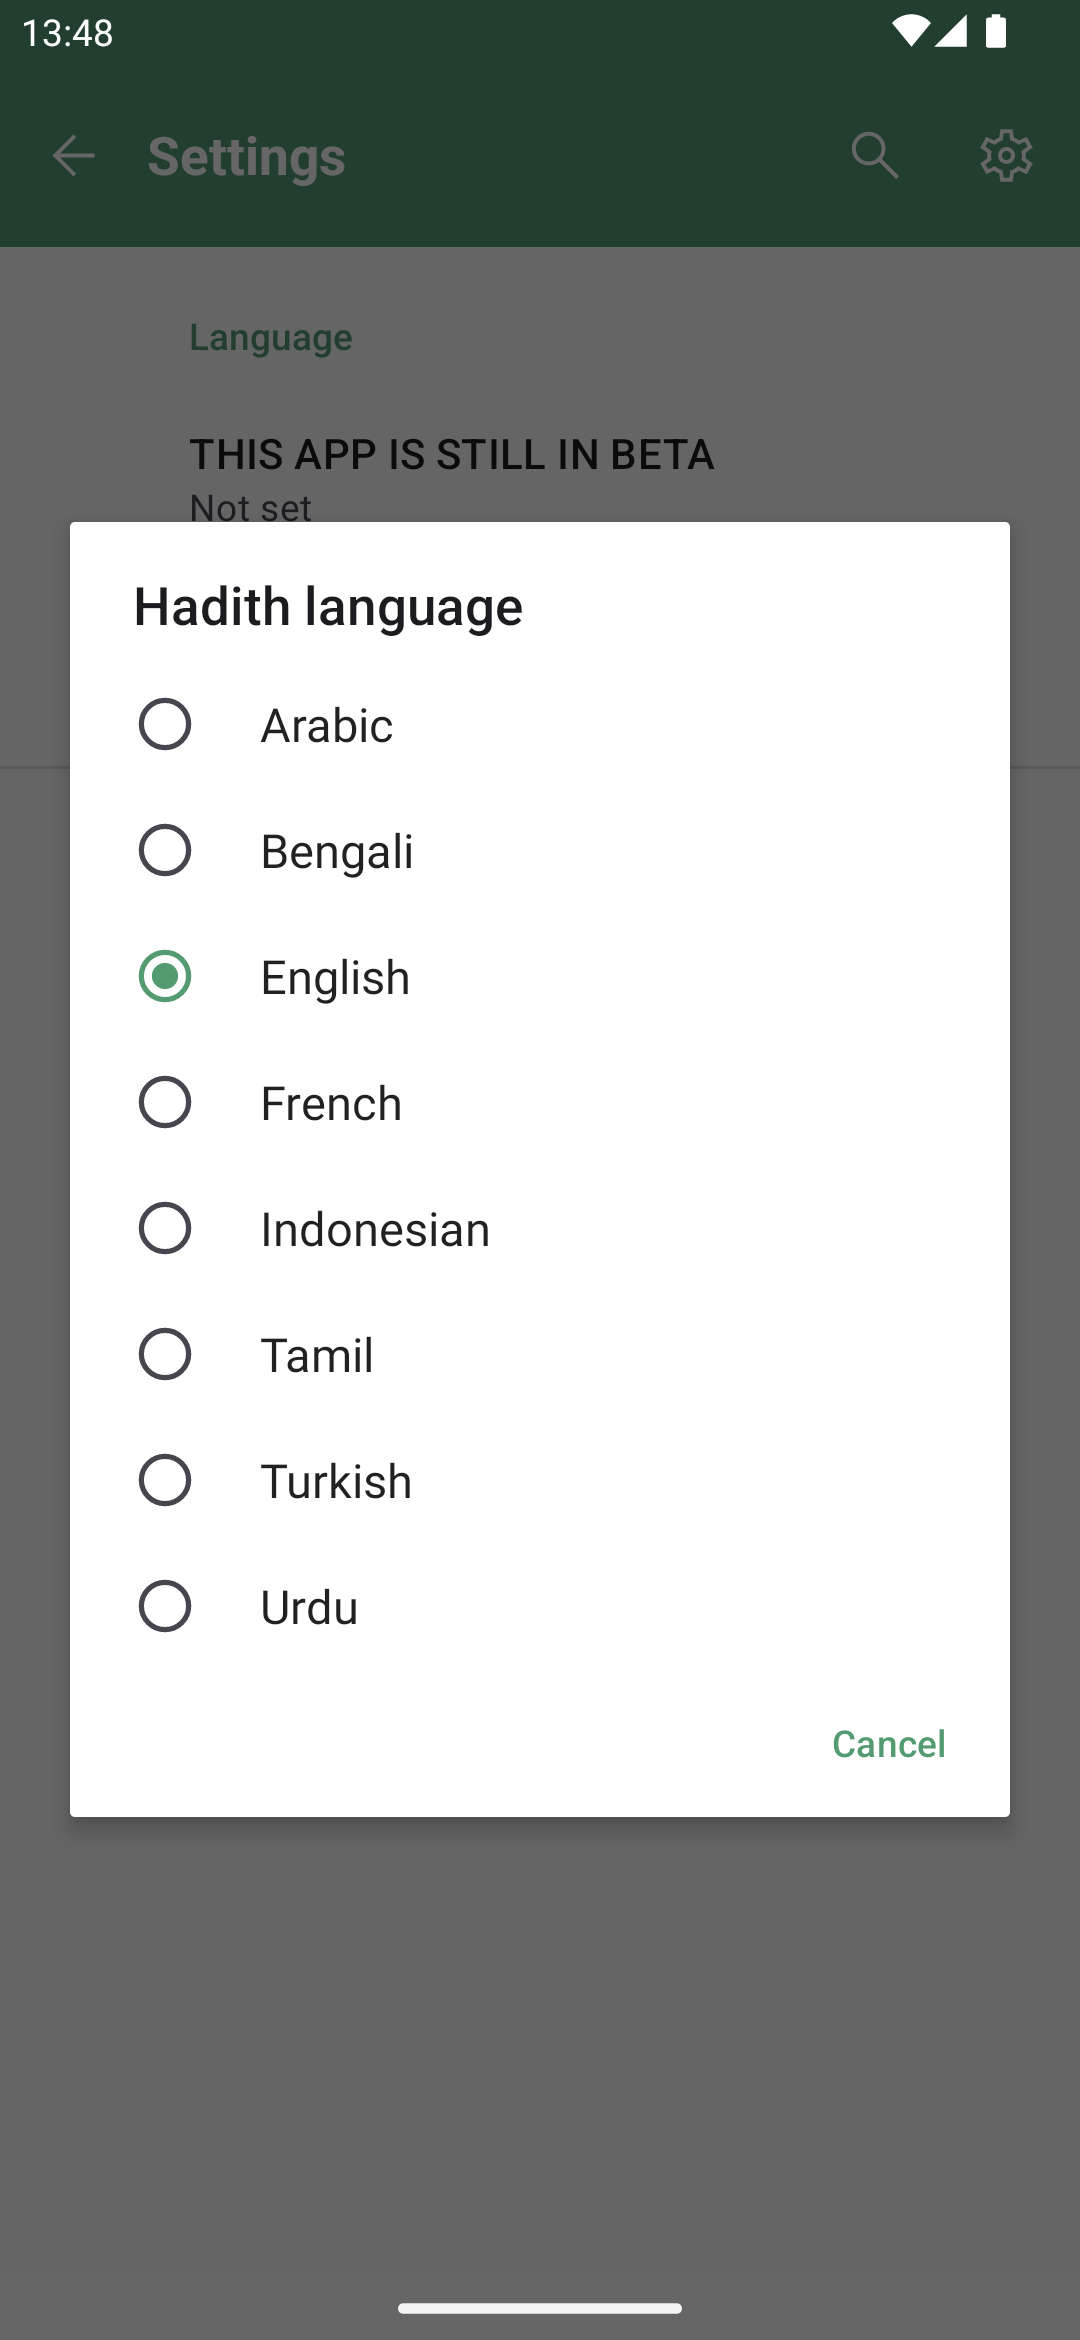 13:48
Settings
Language
THIS APP IS STILL IN BETA
Not set
Hadith language
Arabic
Bengali
English
French
Indonesian
Tamil
Turkish
Urdu
Cancel